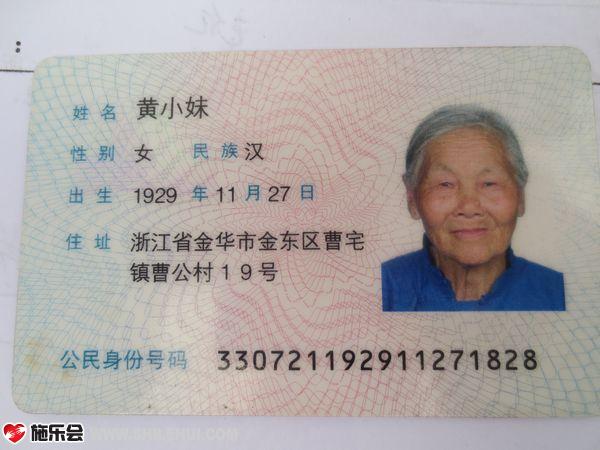 姓名 黄小妹
性别 女 民族 汉
出生 1929 年 11 月 27 日
住址 浙江省金华市金东区曹宅
镇曹公村19号
公民身份号码 330721192911271828
施乐会